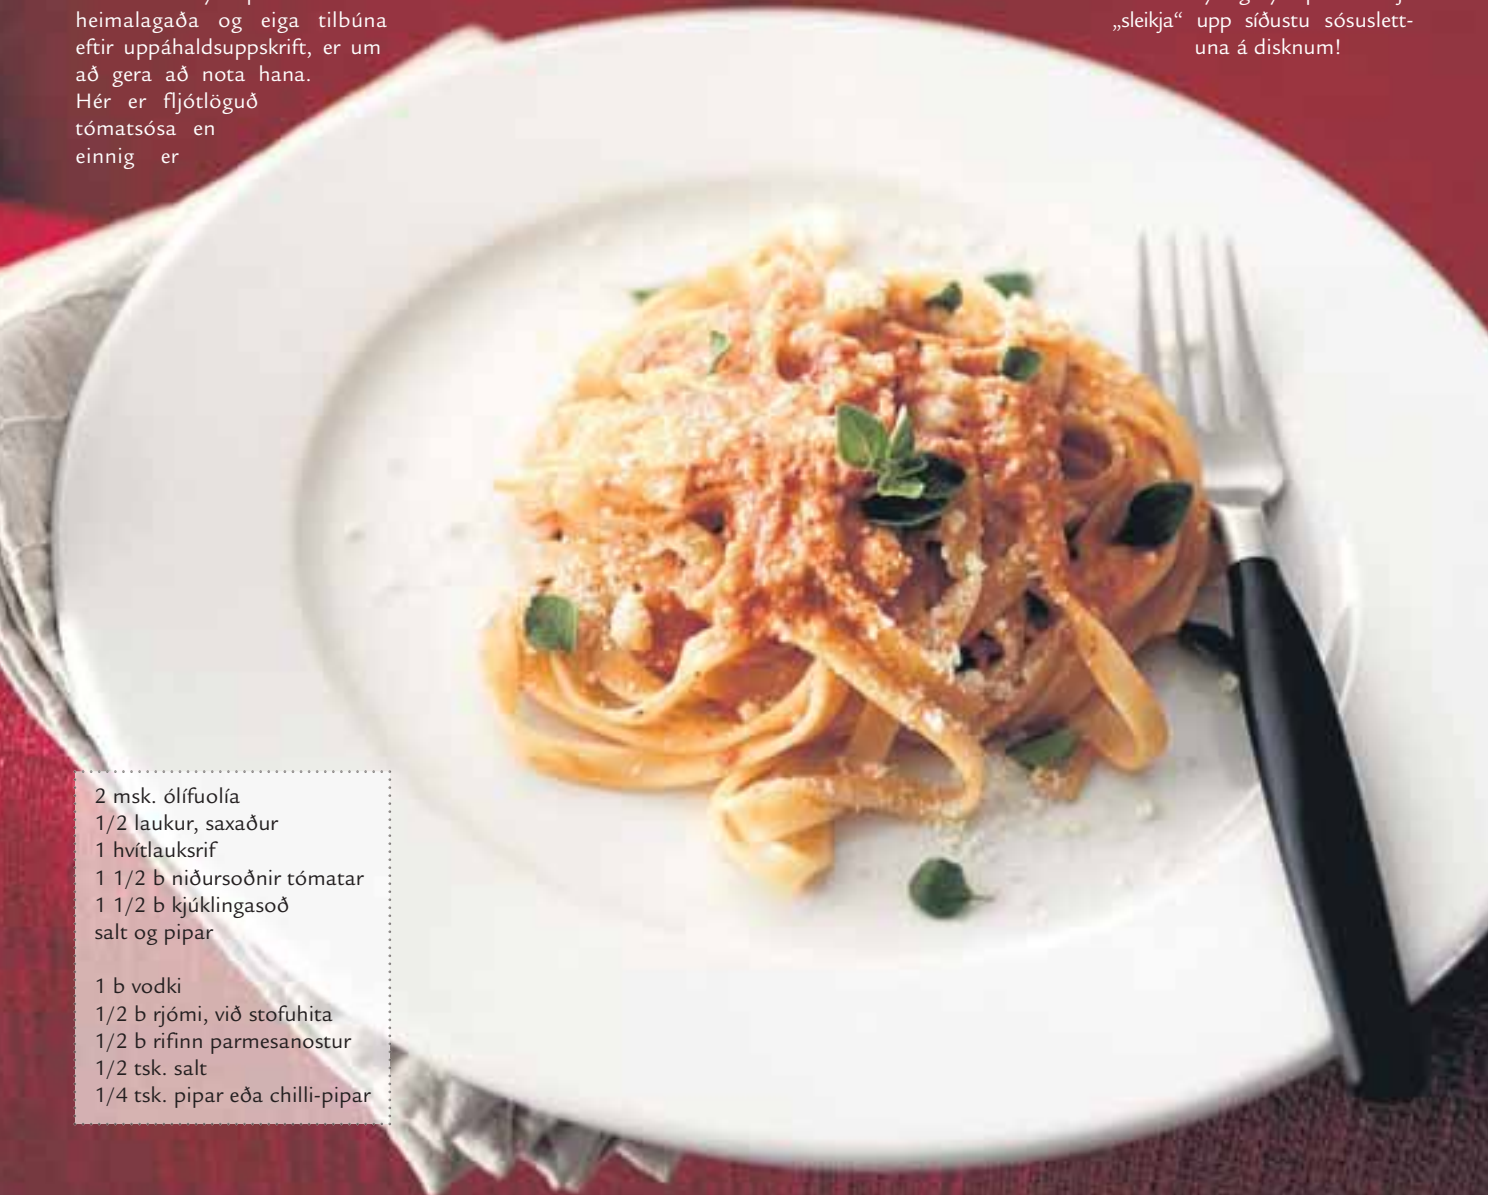 heimalagaða og eiga tilbúna
eftir uppáhaldsuppskrift, er um
að gera að nota hana.
Hér er fljótlöguð
tómatsósa en
einnig er
„sleikja“ upp síðustu sósuslett-
una á disknum!
2 msk. ólífuolía
1/2 laukur, saxaður
1 hvítlauksrif
1 1/2 b niðursoðnir tómatar
1 1/2 b kjúklingasoð
salt og pipar
1 b vodki
1/2 b rjómi, við stofuhita
1/2 b rifinn parmesanostur
1/2 tsk. salt
1/4 tsk. pipar eða chilli-pipar